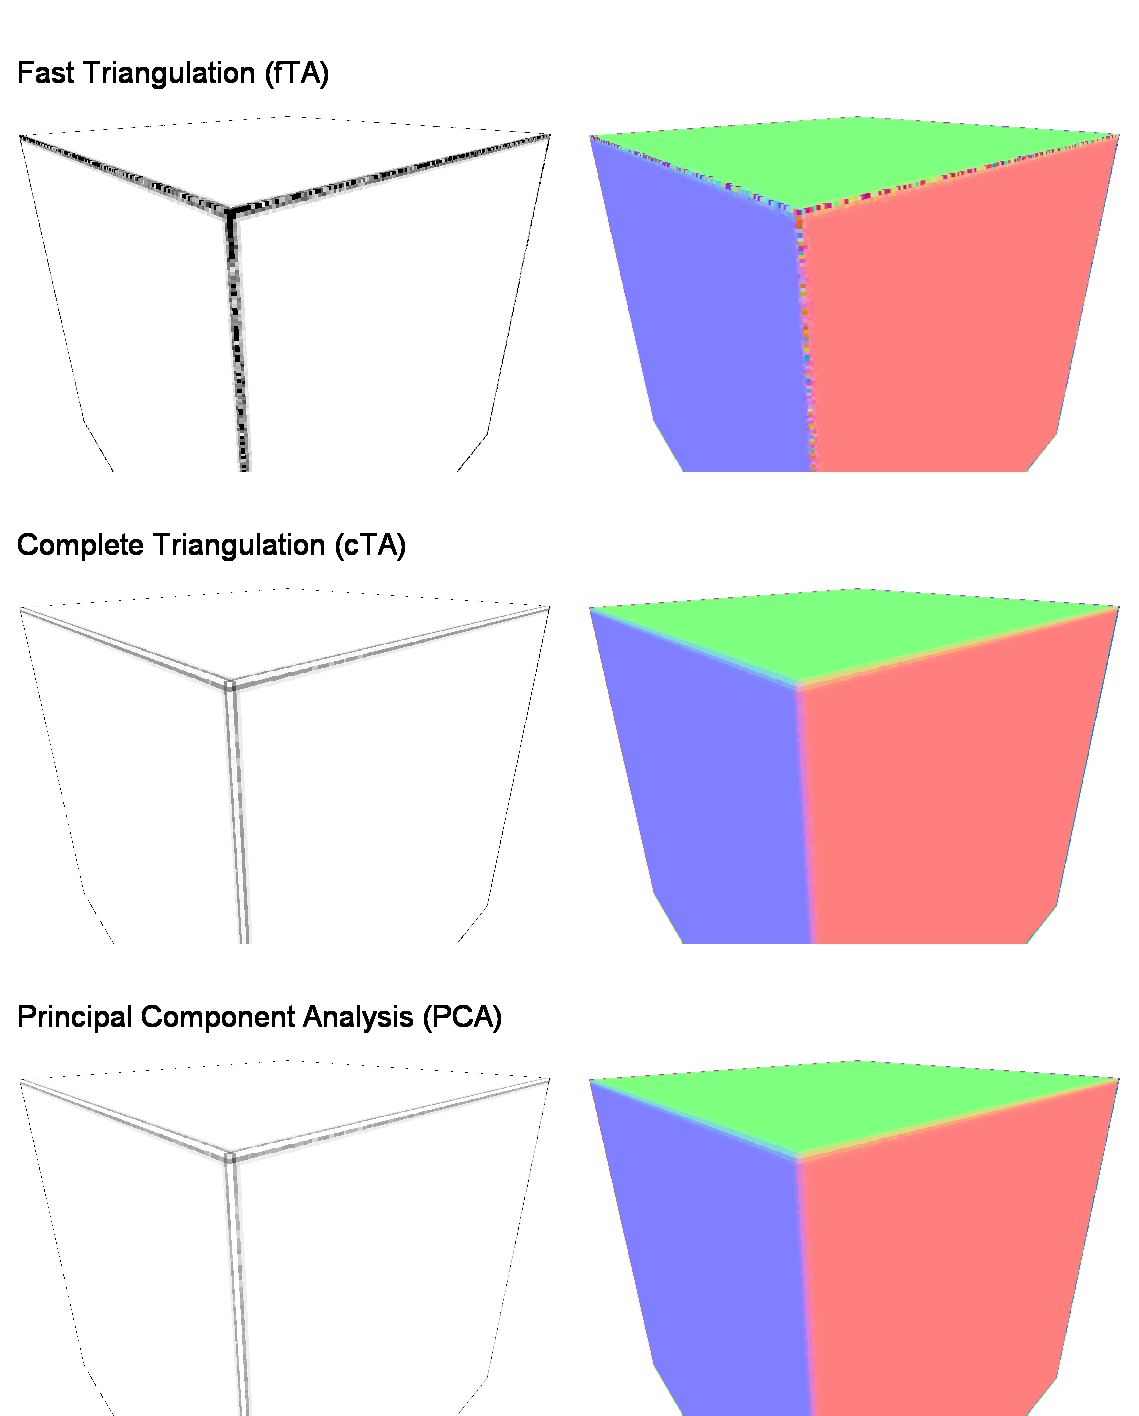 Fast Triangulation (fTA)
Complete Triangulation (cTA)
Principal Component Analysis (PCA)